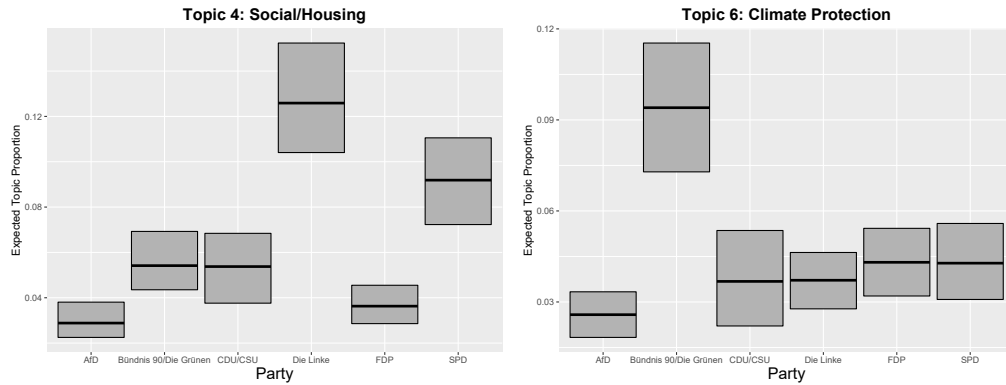 Topic 4: Social/Housing
Expected Topic Proportion
0.12
0.04
AfD Bündnis 90/Die Grünen CDU/CSU Die Linke FDP SPD
Party
Topic 6: Climate Protection
Expected Topic Proportion
0.12
0.09
0.06
0.03
AfD Bündnis 90/Die Grünen CDU/CSU Die Linke FDP SPD
Party